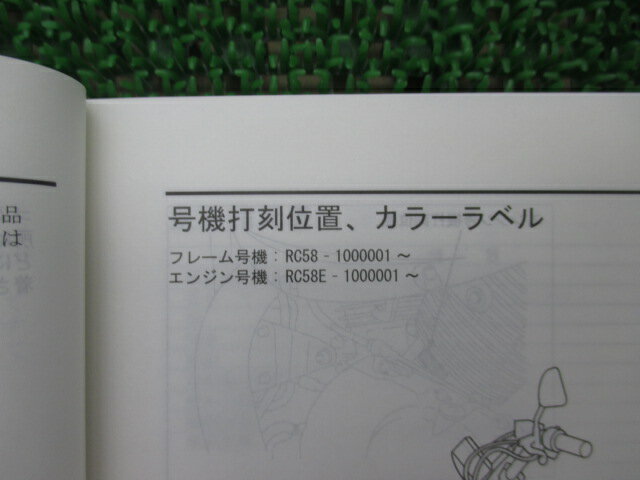 品
は
号機打刻位置、カラーラベル
フレーム号機：RC58 - 1000001 ～
エンジン号機：RC58E - 1000001 ～